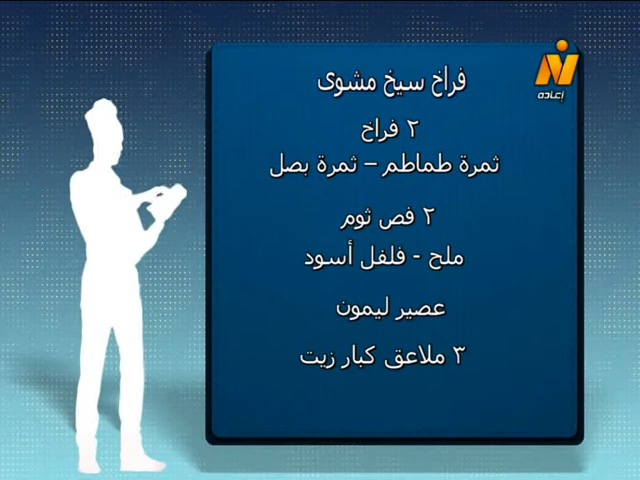 فراخ سيخ مشوى
إعاده
٢ فراخ
ثمرة طماطم – ثمرة بصل
٢ فص ثوم
ملح - فلفل أسود
عصير ليمون
٣ ملاعق كبار زيت